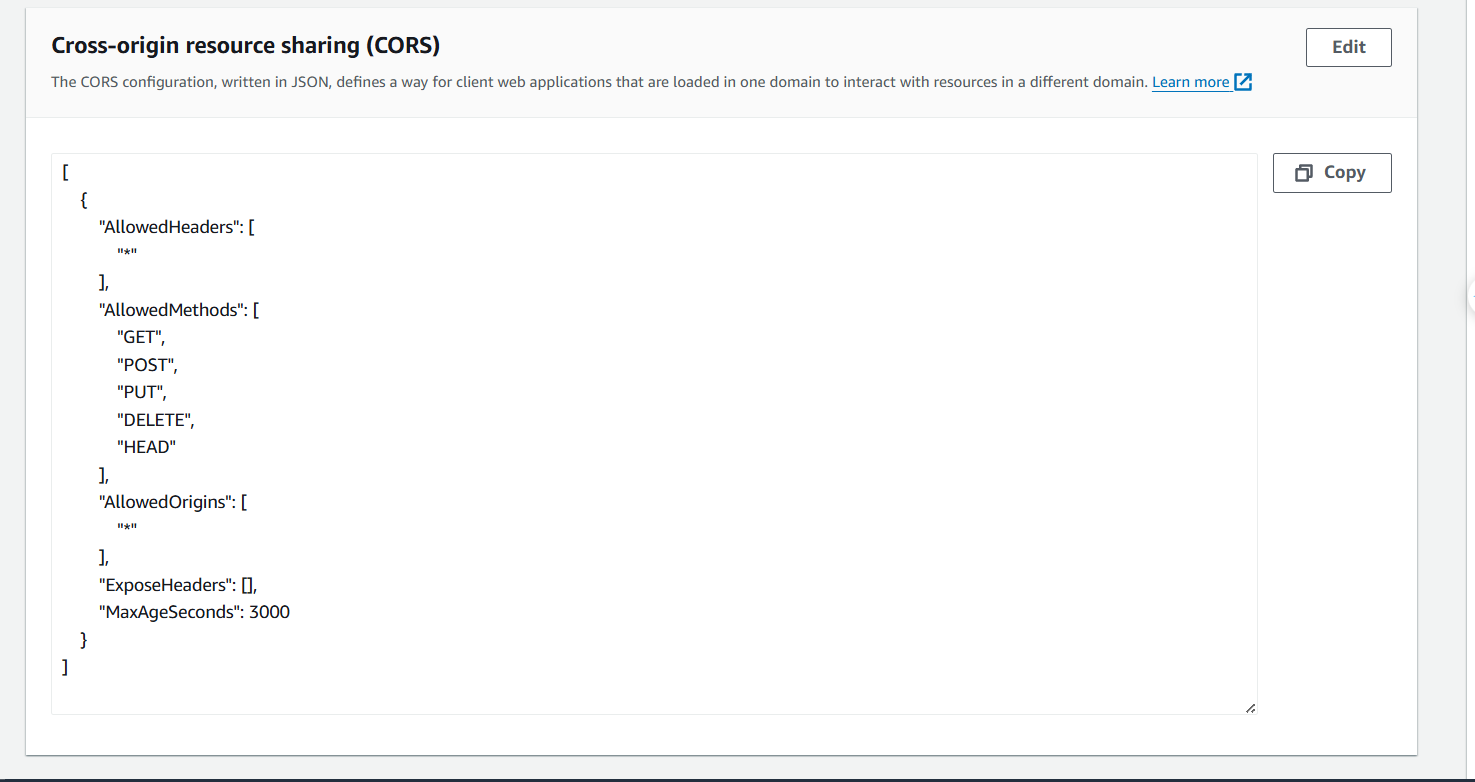 Cross-origin resource sharing (CORS)
Edit
The CORS configuration, written in JSON, defines a way for client web applications that are loaded in one domain to interact with resources in a different domain. Learn more
Copy
[
  {
    "AllowedHeaders": [
      "*"
    ],
    "AllowedMethods": [
      "GET",
      "POST",
      "PUT",
      "DELETE",
      "HEAD"
    ],
    "AllowedOrigins": [
      "*"
    ],
    "ExposeHeaders": [],
    "MaxAgeSeconds": 3000
  }
]